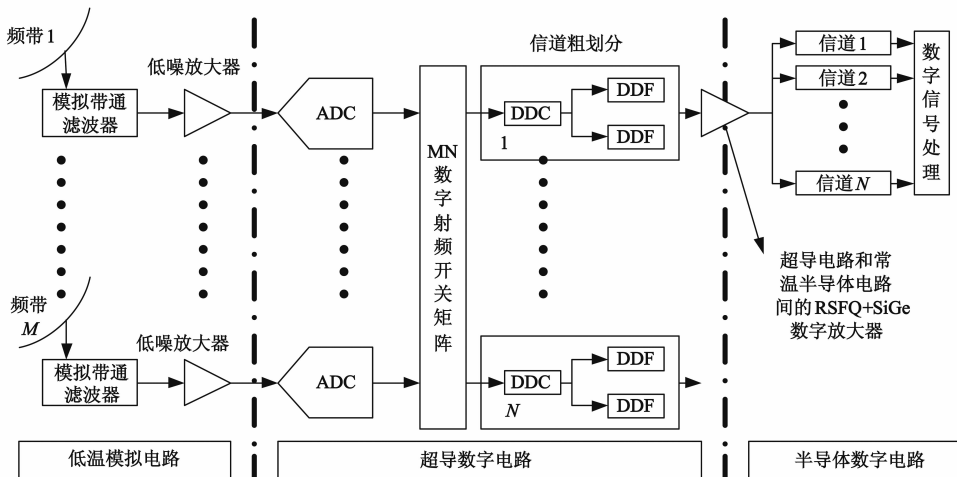 频带1
模拟带通
滤波器
低噪放大器
ADC
MN
数
字
射
频
开
关
矩
阵
信道粗划分
DDC
1
DDF
DDF
信道1
信道2
信道N
数
字
信
号
处
理
超导电路和常
温半导体电路
间的RSFQ+SiGe
数字放大器
频带
M
模拟带通
滤波器
低噪放大器
ADC
DDC
N
DDF
DDF
低温模拟电路
超导数字电路
半导体数字电路